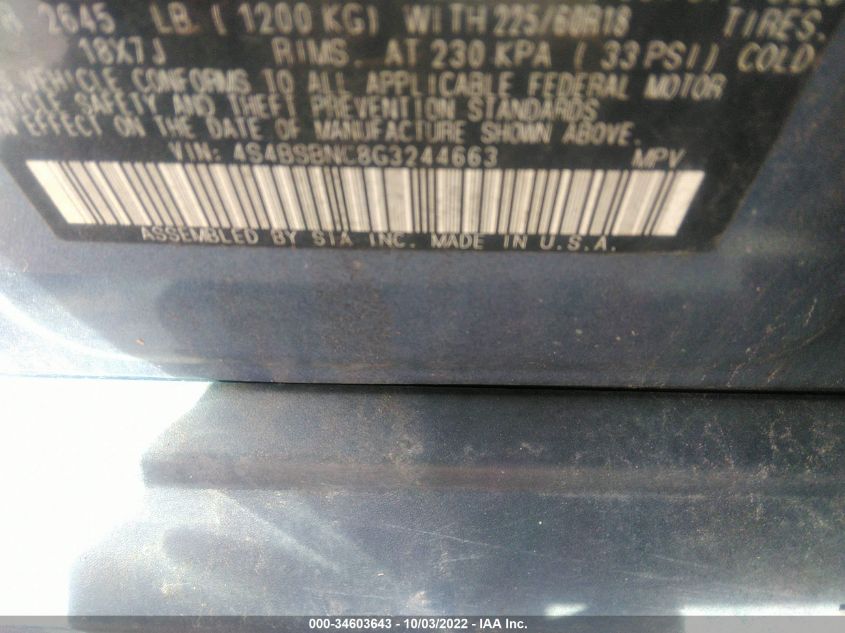 2645 LB. ( 1200 KG) WITH 225/60R18 TIRES.
18X7J RIMS. AT 230 KPA ( 33 PSI) COLD
VEHICLE CONFORMS TO ALL APPLICABLE FEDERAL MOTOR
SAFETY AND THEFT PREVENTION STANDARDS
EFFECT ON THE DATE OF MANUFACTURE SHOWN ABOVE.
VIN: 4S4BSBNC8G3244663 MPV
ASSEMBLED BY SIA INC. MADE IN U.S.A.
000-34603643 - 10/03/2022 - IAA Inc.